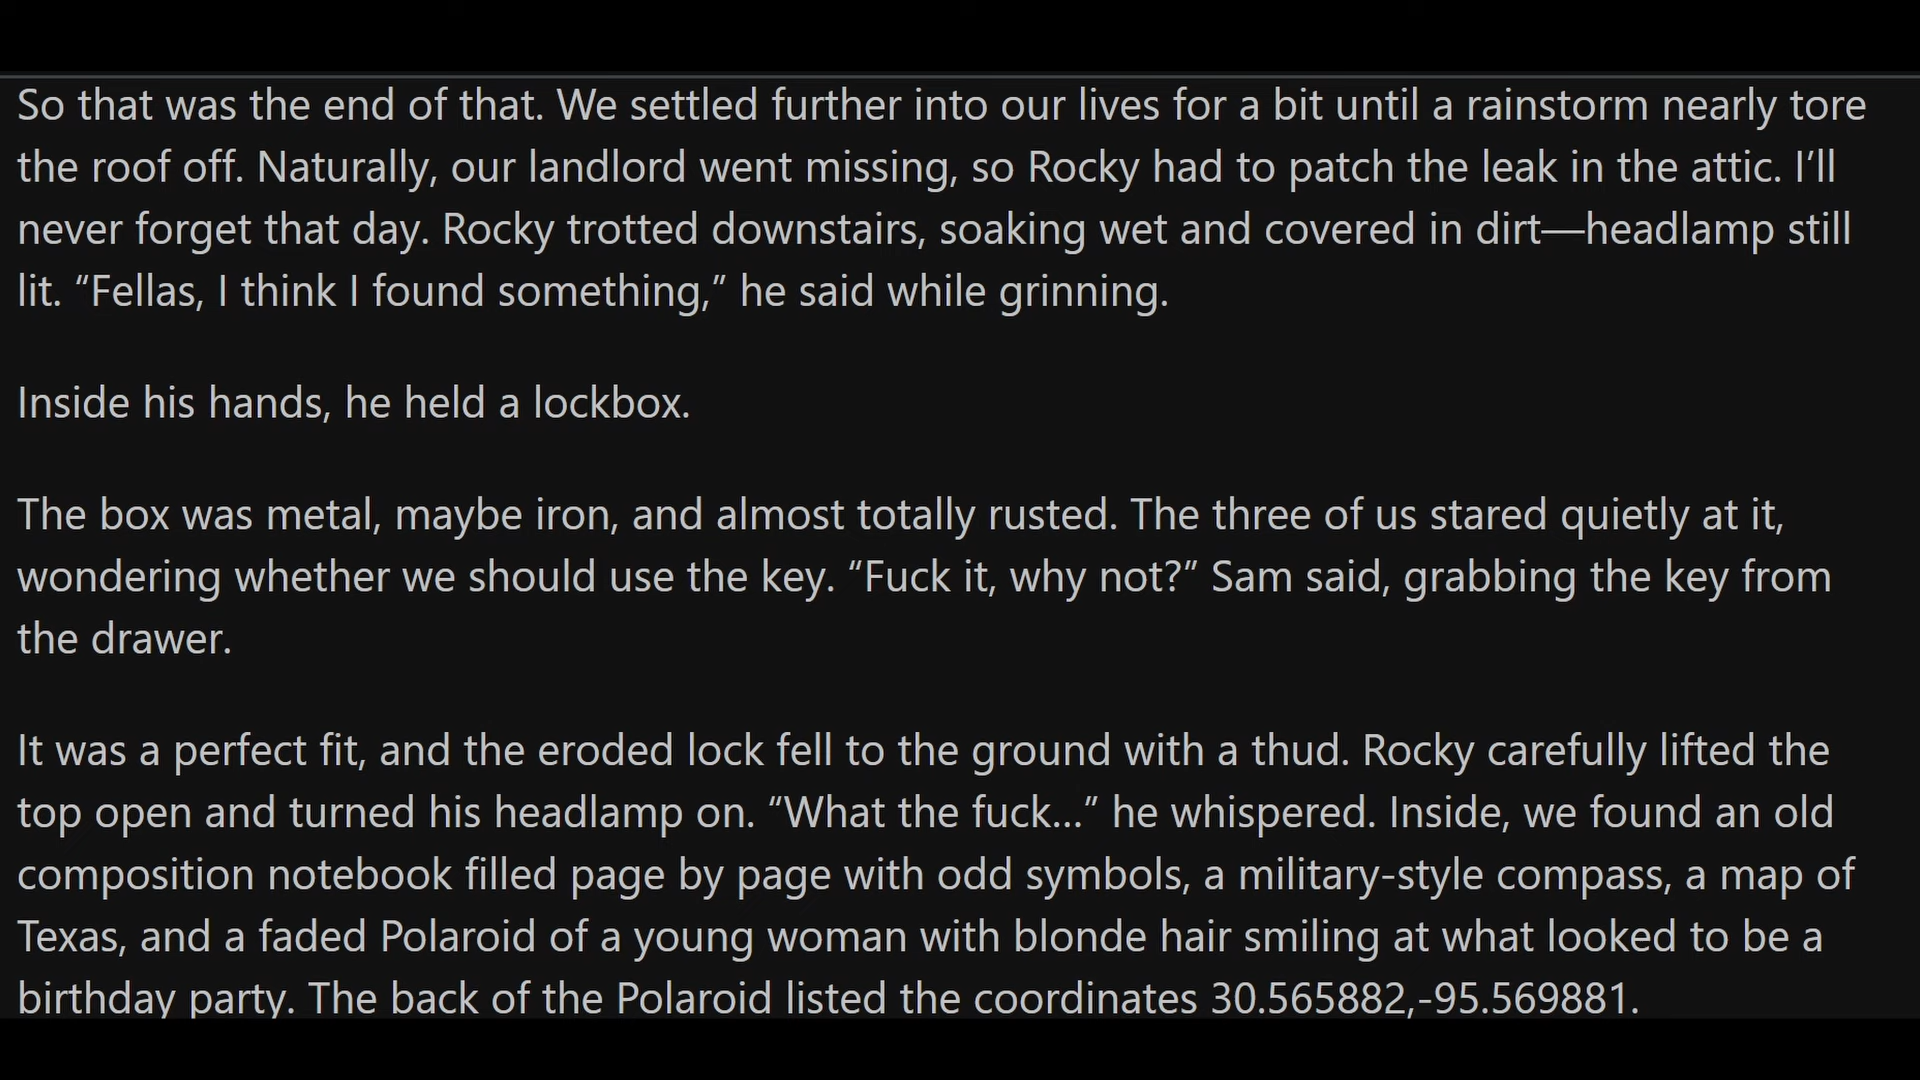 So that was the end of that. We settled further into our lives for a bit until a rainstorm nearly tore
the roof off. Naturally, our landlord went missing, so Rocky had to patch the leak in the attic. I’ll
never forget that day. Rocky trotted downstairs, soaking wet and covered in dirt—headlamp still
lit. “Fellas, I think I found something,” he said while grinning.
Inside his hands, he held a lockbox.
The box was metal, maybe iron, and almost totally rusted. The three of us stared quietly at it,
wondering whether we should use the key. “Fuck it, why not?” Sam said, grabbing the key from
the drawer.
It was a perfect fit, and the eroded lock fell to the ground with a thud. Rocky carefully lifted the
top open and turned his headlamp on. “What the fuck…” he whispered. Inside, we found an old
composition notebook filled page by page with odd symbols, a military-style compass, a map of
Texas, and a faded Polaroid of a young woman with blonde hair smiling at what looked to be a
birthday party. The back of the Polaroid listed the coordinates 30.565882,-95.569881.